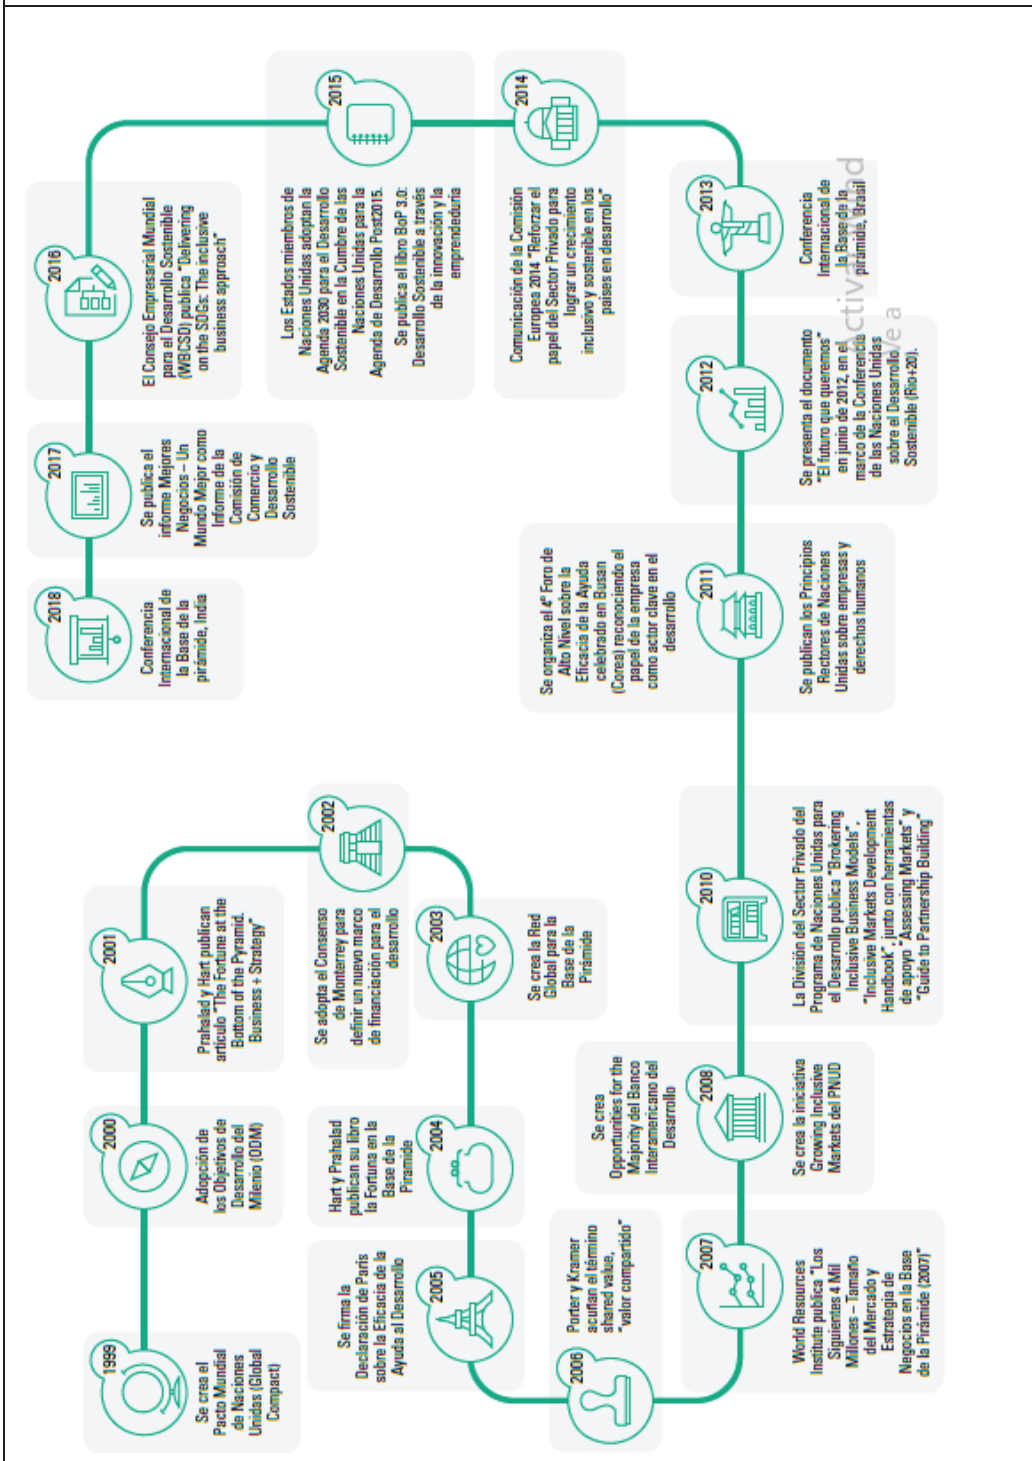 1999
Se crea el
Pacto Mundial
de Naciones
Unidas (Global
Compact)
2000
Adopción de
los Objetivos de
Desarrollo del
Milenio (ODM)
2001
Prahalad y Hart publican
artículo "The Fortune at the
Bottom of the Pyramid.
Business + Strategy"
2002
Se adopta el Consenso
de Monterrey para
definir un nuevo marco
de financiación para el
desarrollo
2003
Se crea la Red
Global para la
Base de la
Pirámide
2004
Hart y Prahalad
publican su libro
la Fortuna en la
Base de la
Piramide
2005
Se firma la
Declaración de París
sobre la Eficacia de la
Ayuda al Desarrollo
2006
Porter y Kramer
acuñan el término
shared value,
"valor compartido"
2007
World Resources
Institute publica "Los
Siguientes 4 Mil
Millones – Tamaño
del Mercado y
Estrategia de
Negocios en la Base
de la Pirámide (2007)"
2008
Se crea
Opportunities for the
Majority del Banco
Interamericano del
Desarrollo
Se crea la iniciativa
Growing Inclusive
Markets del PNUD
2010
La División del Sector Privado del
Programa de Naciones Unidas para
el Desarrollo publica "Brokering
Inclusive Business Models",
"Inclusive Markets Development
Handbook", junto con herramientas
de apoyo "Assessing Markets" y
"Guide to Partnership Building"
2011
Se organiza el 4º Foro de
Alto Nivel sobre la
Eficacia de la Ayuda
celebrado en Busan
(Corea) reconociendo el
papel de la empresa
como actor clave en el
desarrollo
Se publican los Principios
Rectores de Naciones
Unidas sobre empresas y
derechos humanos
2012
Se presenta el documento
"El futuro que queremos"
en junio de 2012, en el
marco de la Conferencia
de las Naciones Unidas
sobre el Desarrollo
Sostenible (Rio+20).
2013
Conferencia
Internacional de
la Base de la
pirámide, Brasil
2014
Comunicación de la Comisión
Europea 2014 "Reforzar el
papel del Sector Privado para
lograr un crecimiento
inclusivo y sostenible en los
países en desarrollo"
2015
Los Estados miembros de
Naciones Unidas adoptan la
Agenda 2030 para el Desarrollo
Sostenible en la Cumbre de las
Naciones Unidas para la
Agenda de Desarrollo Post2015.
Se publica el libro BoP 3.0:
Desarrollo Sostenible a través
de la innovación y la
emprendeduria
2016
El Consejo Empresarial Mundial
para el Desarrollo Sostenible
(WBCSD) publica "Delivering
on the SDGs: The inclusive
business approach"
2017
Se publica el
informe Mejores
Negocios – Un
Mundo Mejor como
Informe de la
Comisión de
Comercio y
Desarrollo
Sostenible
2018
Conferencia
Internacional de
la Base de la
pirámide, India
Ve a